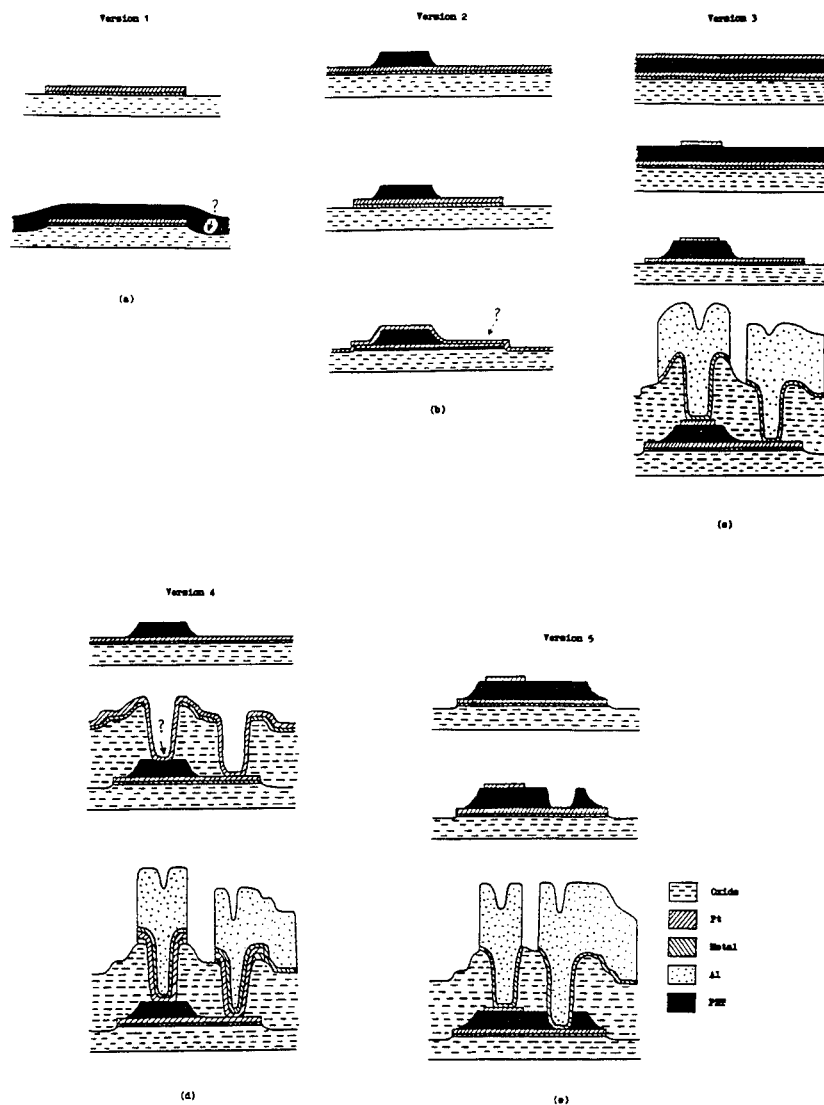 Version 1
Version 2
Version 3
?
(a)
?
(b)
(c)
Version 4
?
(d)
Version 5
(e)
Oxide
Pt
Metal
Al
PZT